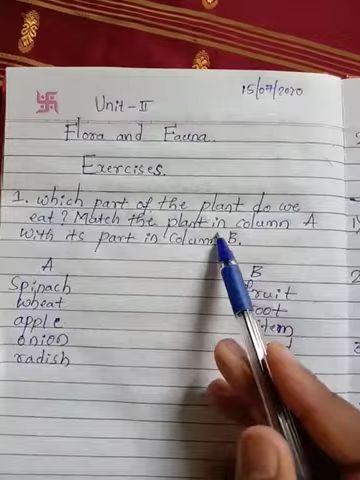 15/07/2020
Unit-II
Flora and Fauna.
Exercises.
1. which part of the plant do we
eat? Match the plant in column A
with its part in column B.
A B
Spinach fruit
wheat root
apple stem
onion
radish